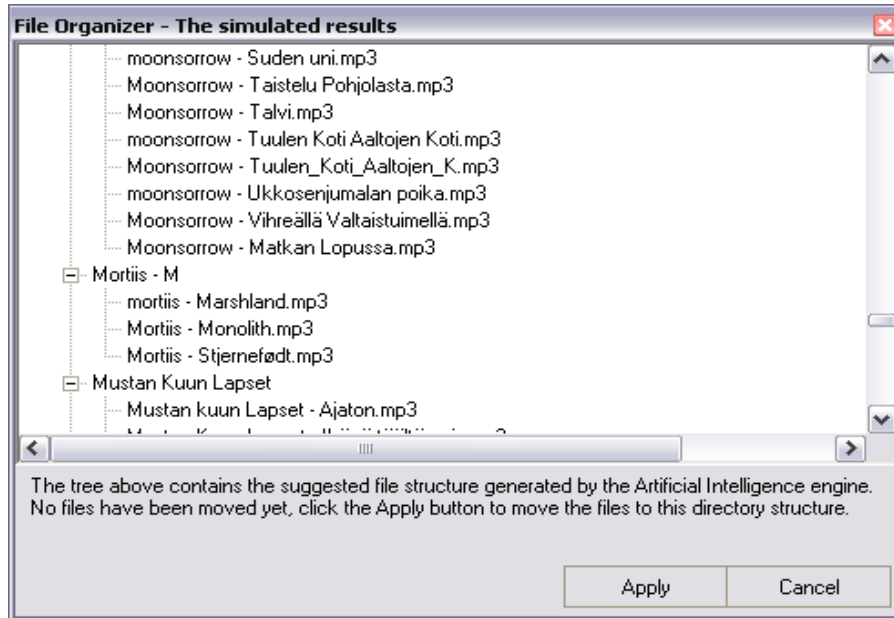 File Organizer - The simulated results
moonsorrow - Suden uni.mp3
Moonsorrow - Taistelu Pohjolasta.mp3
Moonsorrow - Talvi.mp3
moonsorrow - Tuulen Koti Aaltojen Koti.mp3
Moonsorrow - Tuulen_Koti_Aaltojen_K.mp3
moonsorrow - Ukkosenjumalan poika.mp3
Moonsorrow - Vihreällä Valtaistuimellä.mp3
Moonsorrow - Matkan Lopussa.mp3
Mortiis - M
mortiis - Marshland.mp3
Mortiis - Monolith.mp3
Mortiis - Stjernefødt.mp3
Mustan Kuun Lapset
Mustan kuun Lapset - Ajaton.mp3
The tree above contains the suggested file structure generated by the Artificial Intelligence engine.
No files have been moved yet, click the Apply button to move the files to this directory structure.
Apply
Cancel